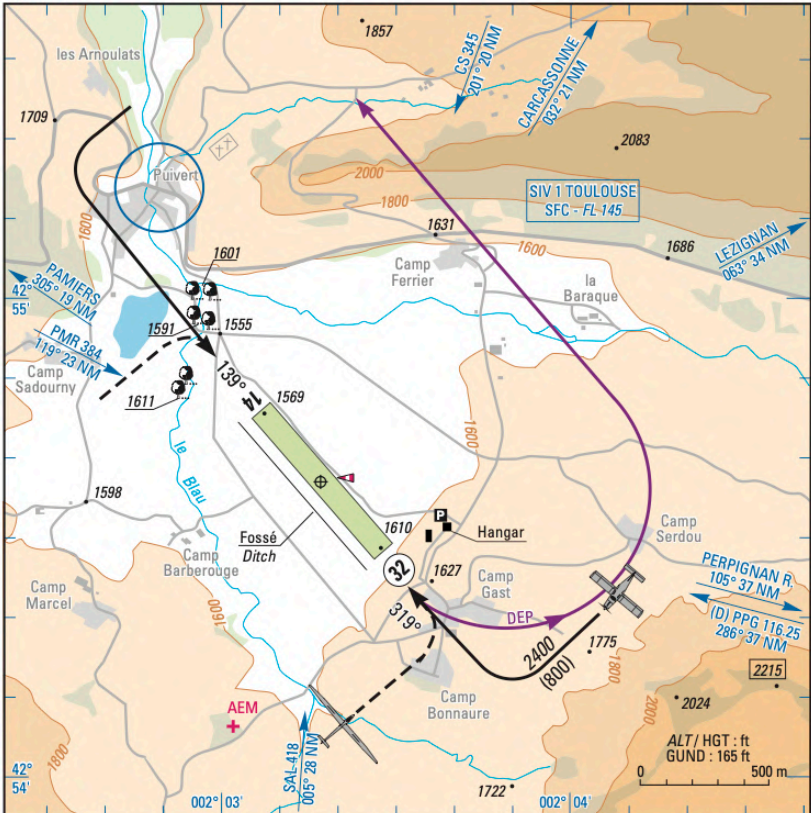 1857
les Arnoulats
CS 345
201° 20 NM
CARCASSONNE
032° 21 NM
1709
2083
Puivert
2000
1800
SIV 1 TOULOUSE
SFC - FL 145
1600
1601
1631
1600
1686
LEZIGNAN
063° 34 NM
Camp
Ferrier
PAMIERS
305° 19 NM
la
Baraque
42°
55'
42°
55'
1591
1555
PMR 384
119° 23 NM
Camp
Sadourny
139°
14
1611
1569
1600
le Blau
1598
Fossé
Ditch
1610
P
Hangar
Camp
Serdou
Camp
Barberouge
32
1627
Camp
Gast
PERPIGNAN R.
105° 37 NM
Camp
Marcel
1600
319°
DEP
(D) PPG 116.25
286° 37 NM
2400
(800)
1775
1800
2215
AEM
Camp
Bonnaure
2024
2000
1800
ALT / HGT : ft
GUND : 165 ft
SAL 418
005° 28 NM
0 500 m
42°
54'
1722
002° 03'
002° 04'